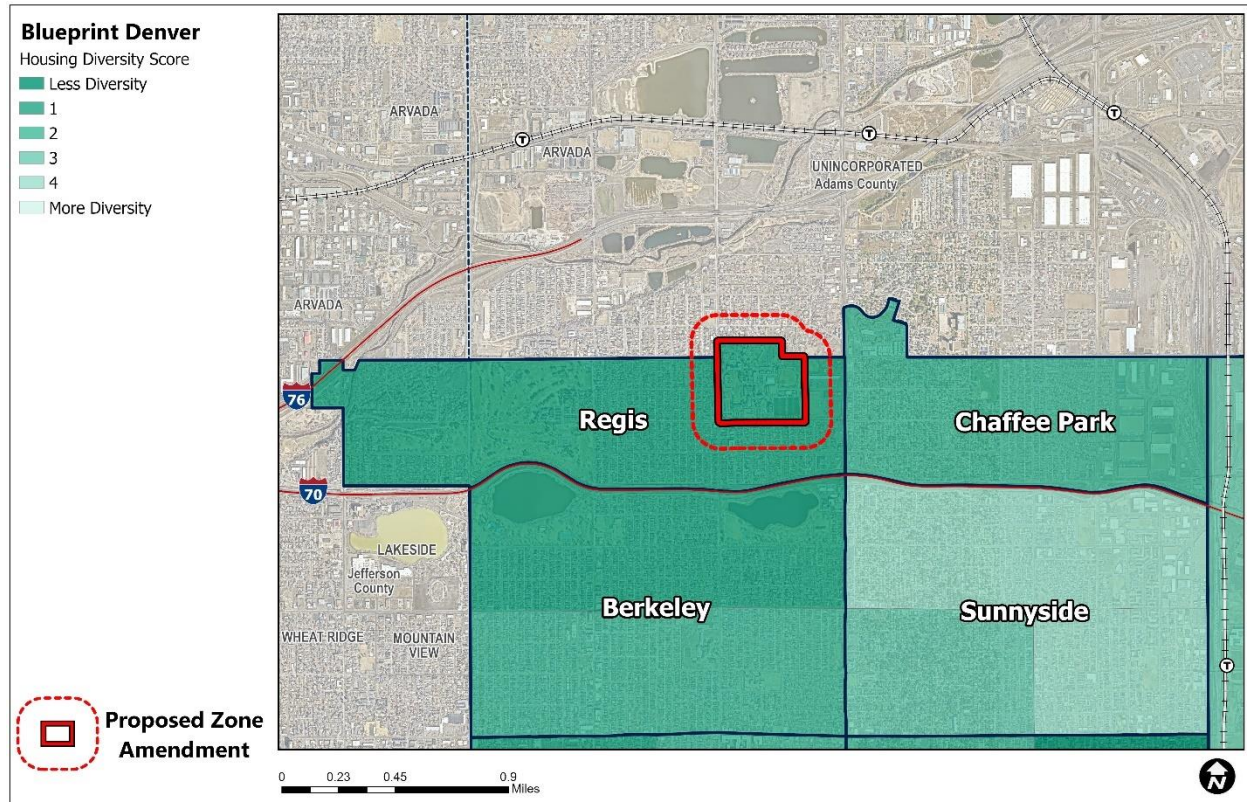 Blueprint Denver
Housing Diversity Score
Less Diversity
1
2
3
4
More Diversity
ARVADA
ARVADA
UNINCORPORATED
Adams County
ARVADA
76
Regis
Chaffee Park
70
LAKESIDE
Jefferson
County
Berkeley
Sunnyside
WHEAT RIDGE
MOUNTAIN
VIEW
T
T
T
T
Proposed Zone
Amendment
0 0.23 0.45 0.9
Miles
N